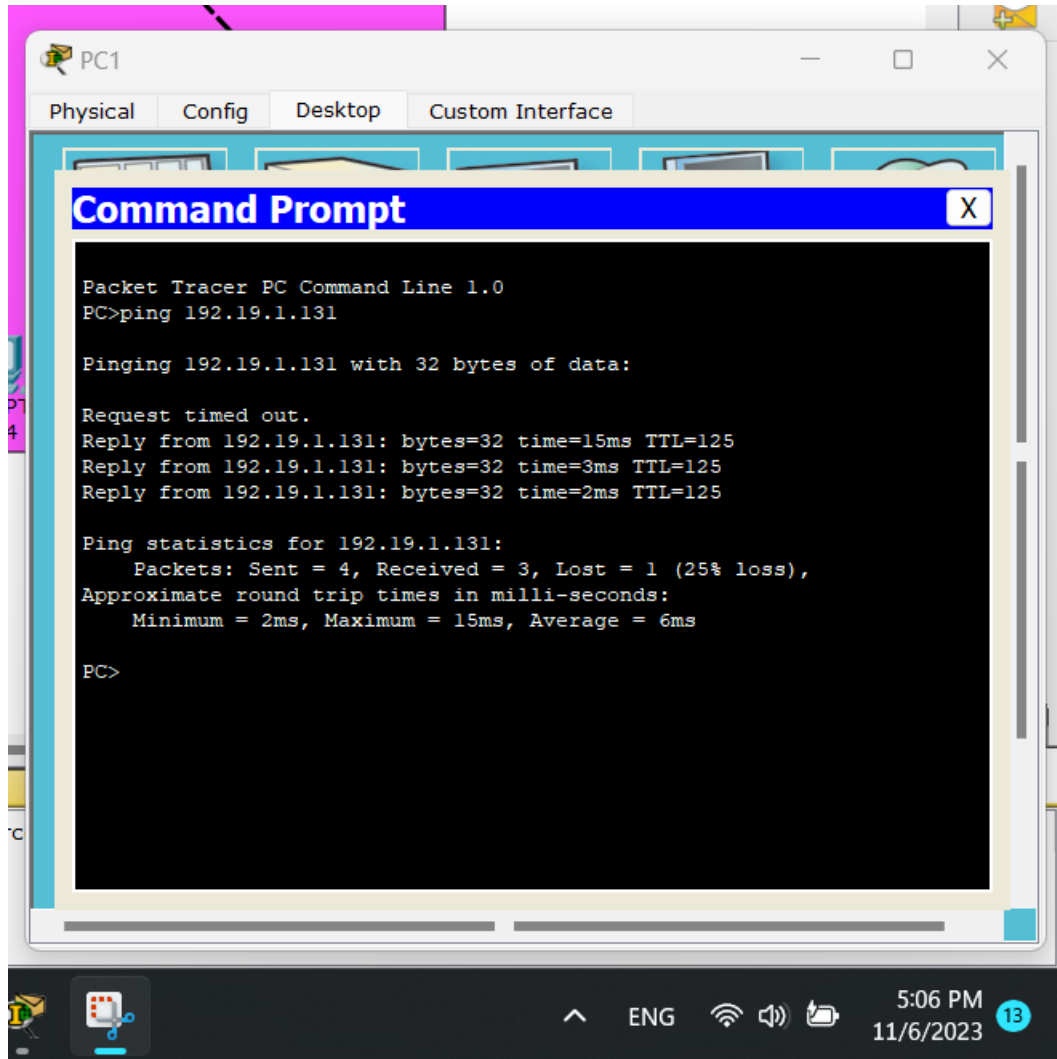 PC1
Physical Config Desktop Custom Interface
Command Prompt X
Packet Tracer PC Command Line 1.0
PC>ping 192.19.1.131
Pinging 192.19.1.131 with 32 bytes of data:
Request timed out.
Reply from 192.19.1.131: bytes=32 time=15ms TTL=125
Reply from 192.19.1.131: bytes=32 time=3ms TTL=125
Reply from 192.19.1.131: bytes=32 time=2ms TTL=125
Ping statistics for 192.19.1.131:
Packets: Sent = 4, Received = 3, Lost = 1 (25% loss),
Approximate round trip times in milli-seconds:
Minimum = 2ms, Maximum = 15ms, Average = 6ms
PC>
PT
4
ENG
5:06 PM
11/6/2023
13